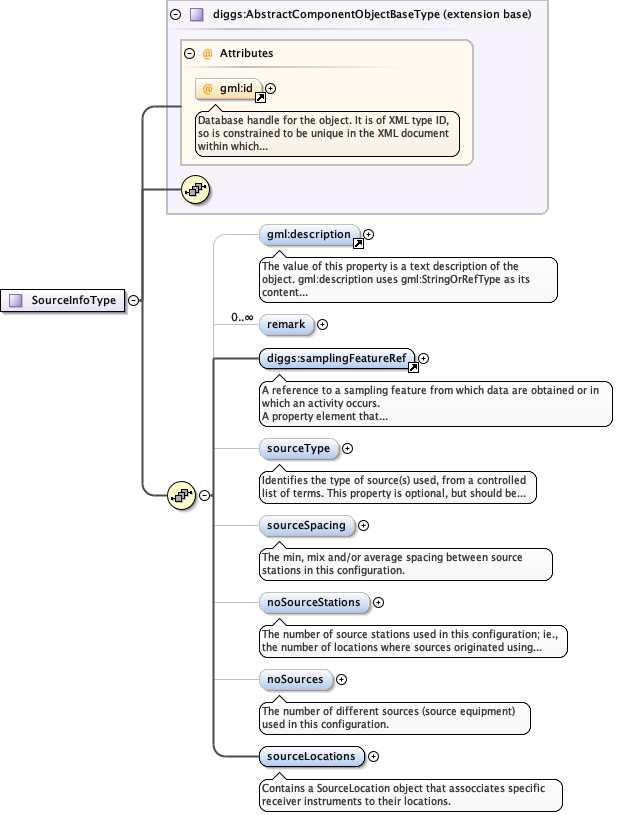 diggs:AbstractComponentObjectBaseType (extension base)
@ Attributes
@ gml:id
Database handle for the object. It is of XML type ID,
so is constrained to be unique in the XML document
within which...
SourceInfoType
gml:description
The value of this property is a text description of the
object. gml:description uses gml:StringOrRefType as its
content...
0..∞
remark
diggs:samplingFeatureRef
A reference to a sampling feature from which data are obtained or in
which an activity occurs.
A property element that...
sourceType
Identifies the type of source(s) used, from a controlled
list of terms. This property is optional, but should be...
sourceSpacing
The min, mix and/or average spacing between source
stations in this configuration.
noSourceStations
The number of source stations used in this configuration; ie.,
the number of locations where sources originated using...
noSources
The number of different sources (source equipment)
used in this configuration.
sourceLocations
Contains a SourceLocation object that assocciates specific
receiver instruments to their locations.